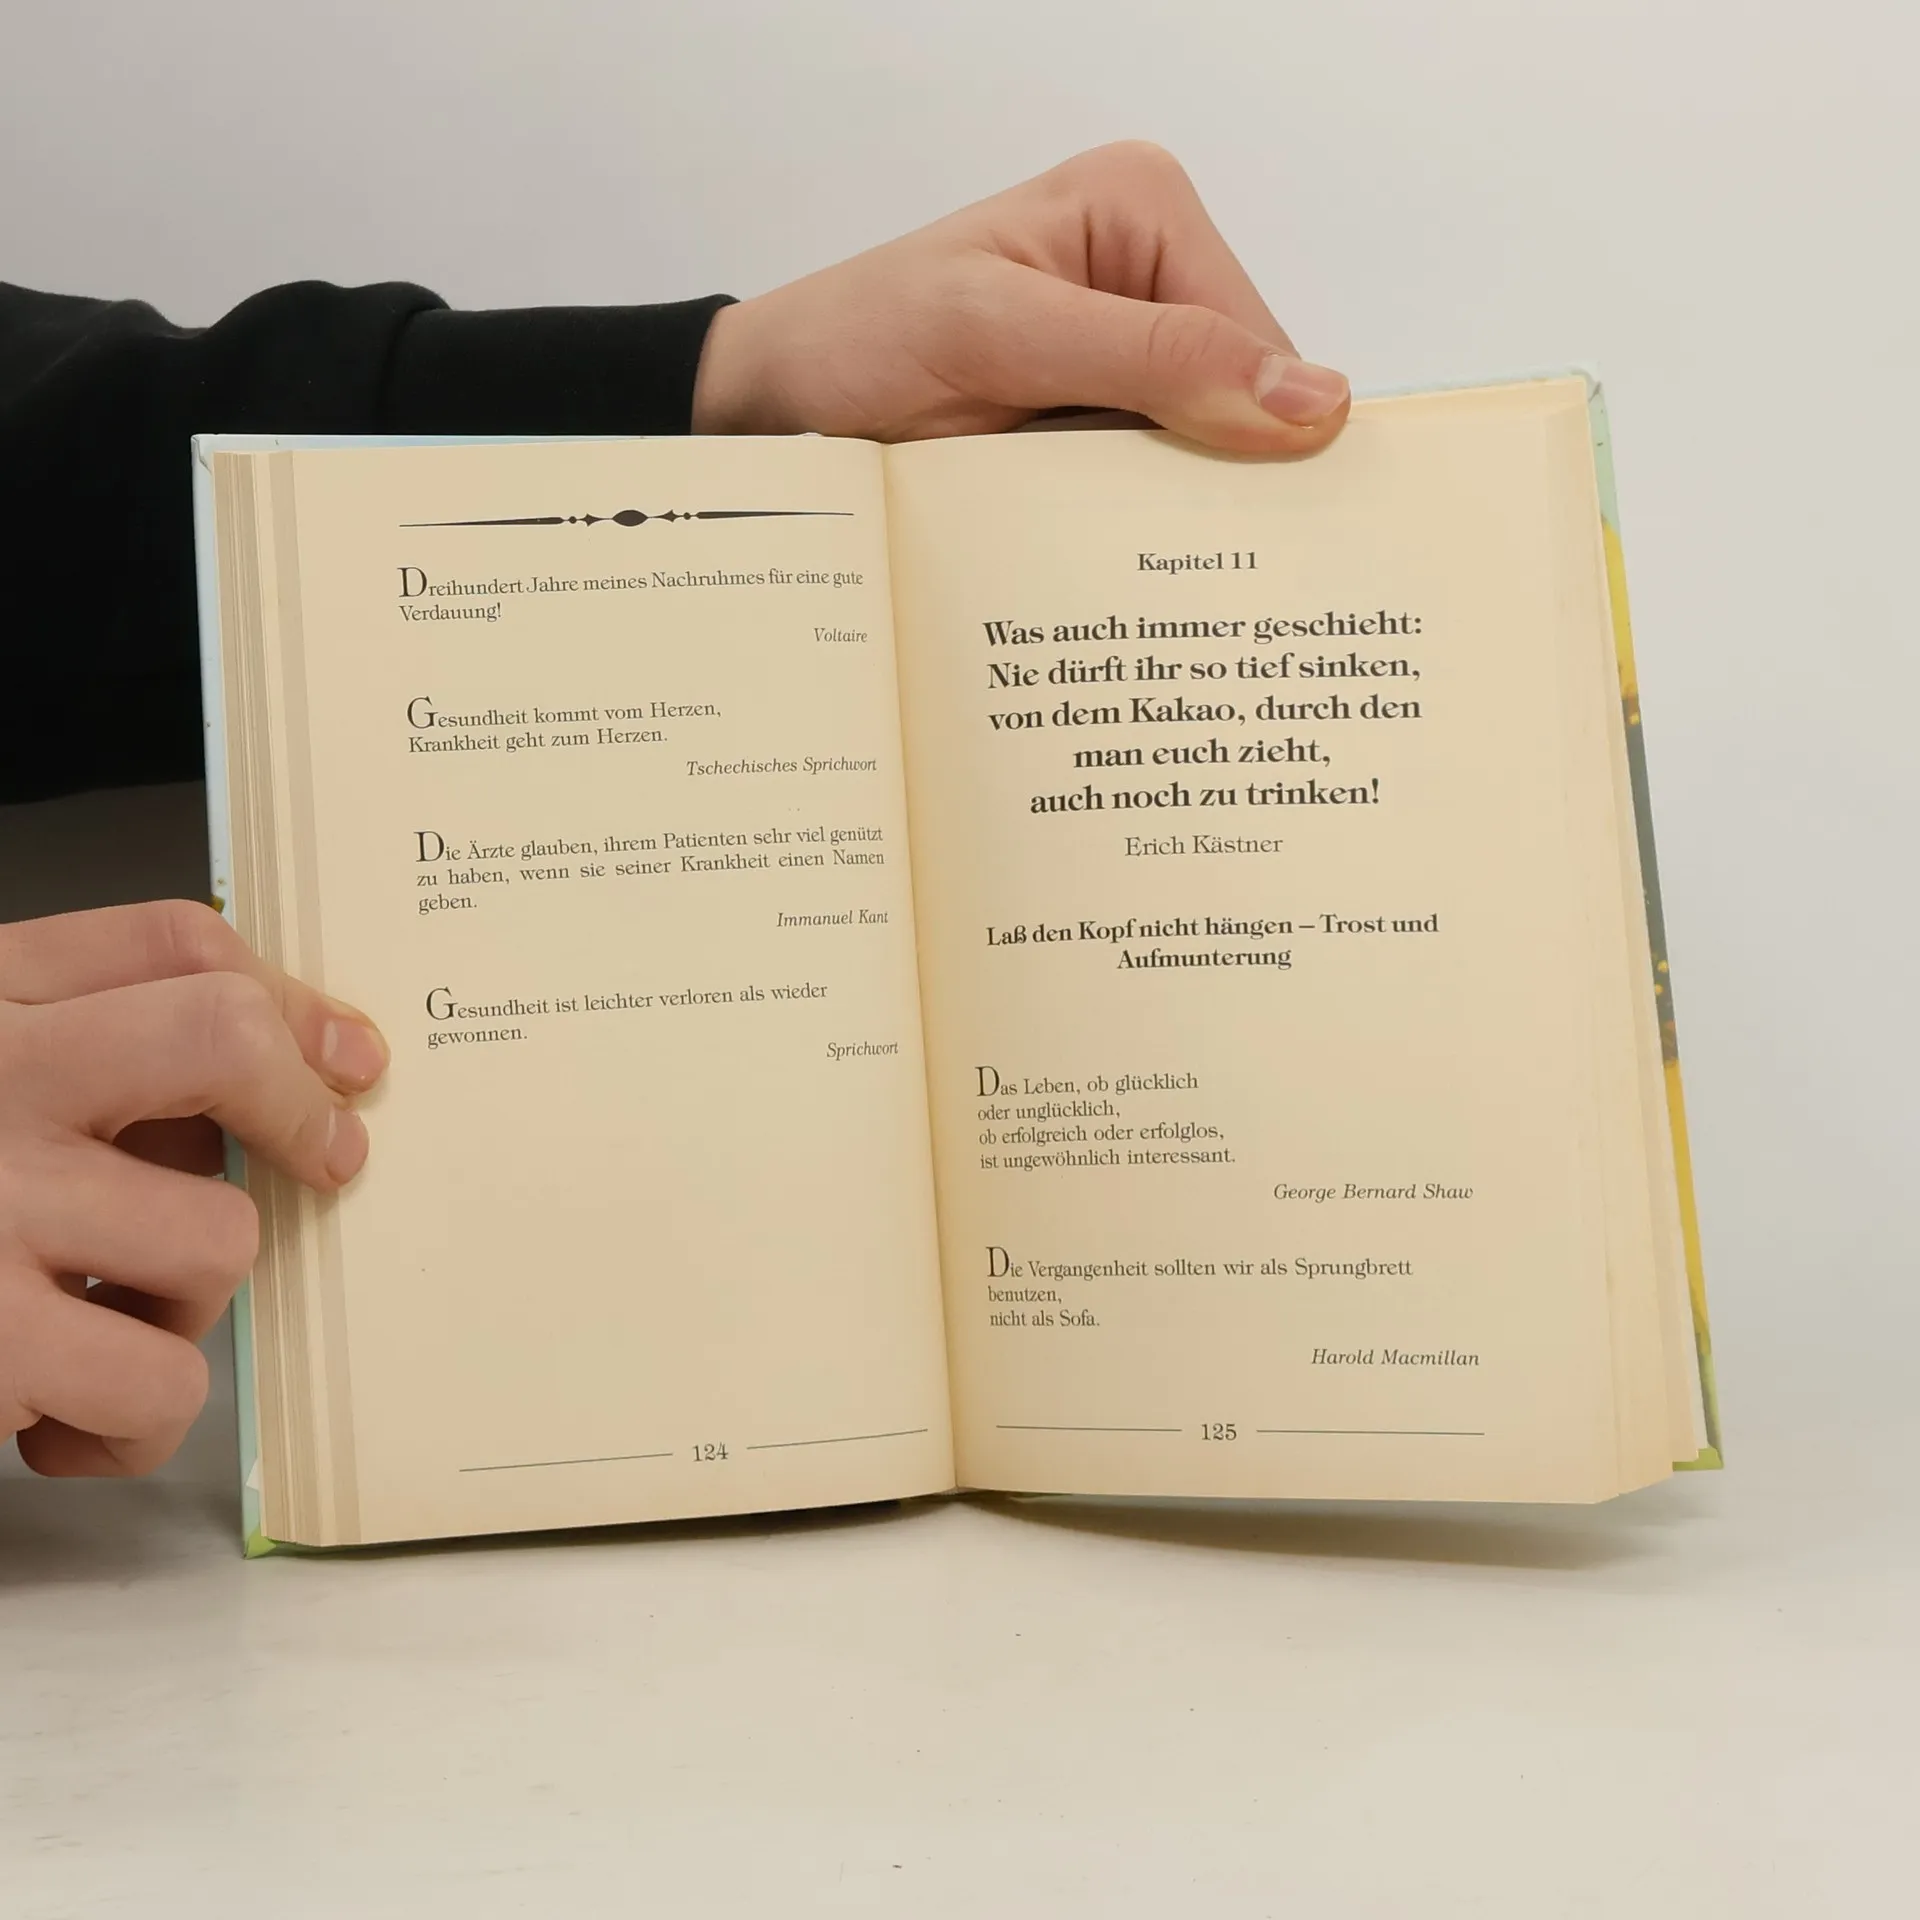 Dreihundert Jahre meines Nachruhmes für eine gute
Verdauung!
Voltaire
Gesundheit kommt vom Herzen,
Krankheit geht zum Herzen.
Tschechisches Sprichwort
Die Ärzte glauben, ihrem Patienten sehr viel genützt
zu haben, wenn sie seiner Krankheit einen Namen
geben.
Immanuel Kant
Gesundheit ist leichter verloren als wieder
gewonnen.
Sprichwort
124
Kapitel 11
Was auch immer geschieht:
Nie dürft ihr so tief sinken,
von dem Kakao, durch den
man euch zieht,
auch noch zu trinken!
Erich Kästner
Laß den Kopf nicht hängen – Trost und
Aufmunterung
Das Leben, ob glücklich
oder unglücklich,
ob erfolgreich oder erfolglos,
ist ungewöhnlich interessant.
George Bernard Shaw
Die Vergangenheit sollten wir als Sprungbrett
benutzen,
nicht als Sofa.
Harold Macmillan
125